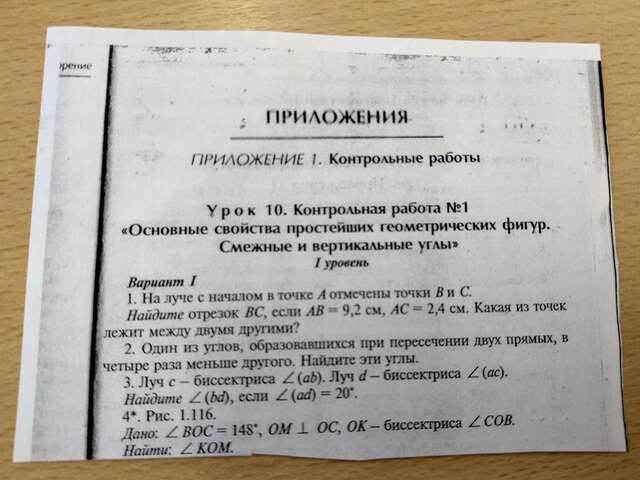 орение
ПРИЛОЖЕНИЯ
ПРИЛОЖЕНИЕ 1. Контрольные работы
Урок 10. Контрольная работа №1
«Основные свойства простейших геометрических фигур.
Смежные и вертикальные углы»
I уровень
Вариант I
1. На луче с началом в точке A отмечены точки B и C.
Найдите отрезок BC, если AB = 9,2 см, AC = 2,4 см. Какая из точек
лежит между двумя другими?
2. Один из углов, образовавшихся при пересечении двух прямых, в
четыре раза меньше другого. Найдите эти углы.
3. Луч c – биссектриса ∠(ab). Луч d – биссектриса ∠(ac).
Найдите ∠(bd), если ∠(ad) = 20°.
4*. Рис. 1.116.
Дано: ∠BOC = 148°, OM ⊥ OC, OK – биссектриса ∠COB.
Найти: ∠KOM.